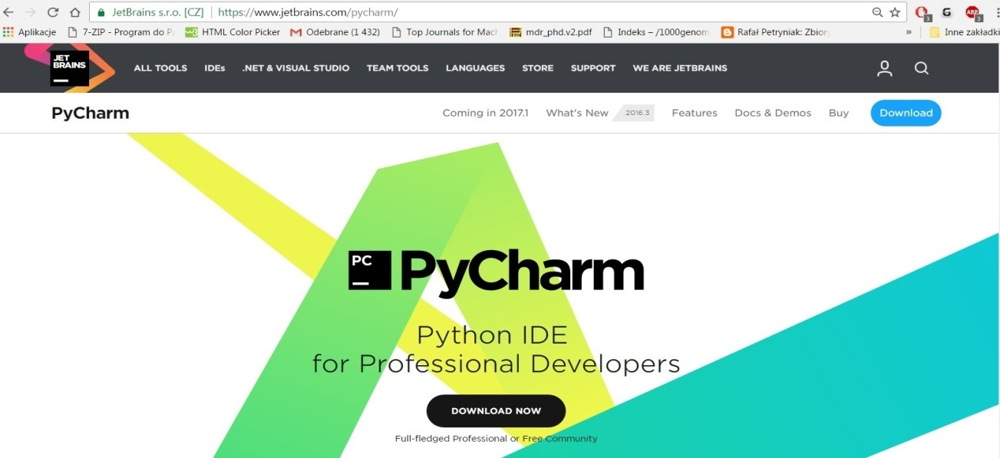 JetBrains s.r.o. [CZ] https://www.jetbrains.com/pycharm/
3 G ABP 3
Aplikacje 7-ZIP - Program do Pa HTML Color Picker Odebrane (1 432) Top Journals for Mach mdr_phd.v2.pdf Indeks – /1000genom Rafał Petryniak: Zbiory » Inne zakładki
JET
BRAINS
ALL TOOLS IDEs .NET & VISUAL STUDIO TEAM TOOLS LANGUAGES STORE SUPPORT WE ARE JETBRAINS
PyCharm Coming in 2017.1 What's New 2016.3 Features Docs & Demos Buy Download
PC PyCharm
Python IDE
for Professional Developers
DOWNLOAD NOW
Full-fledged Professional or Free Community